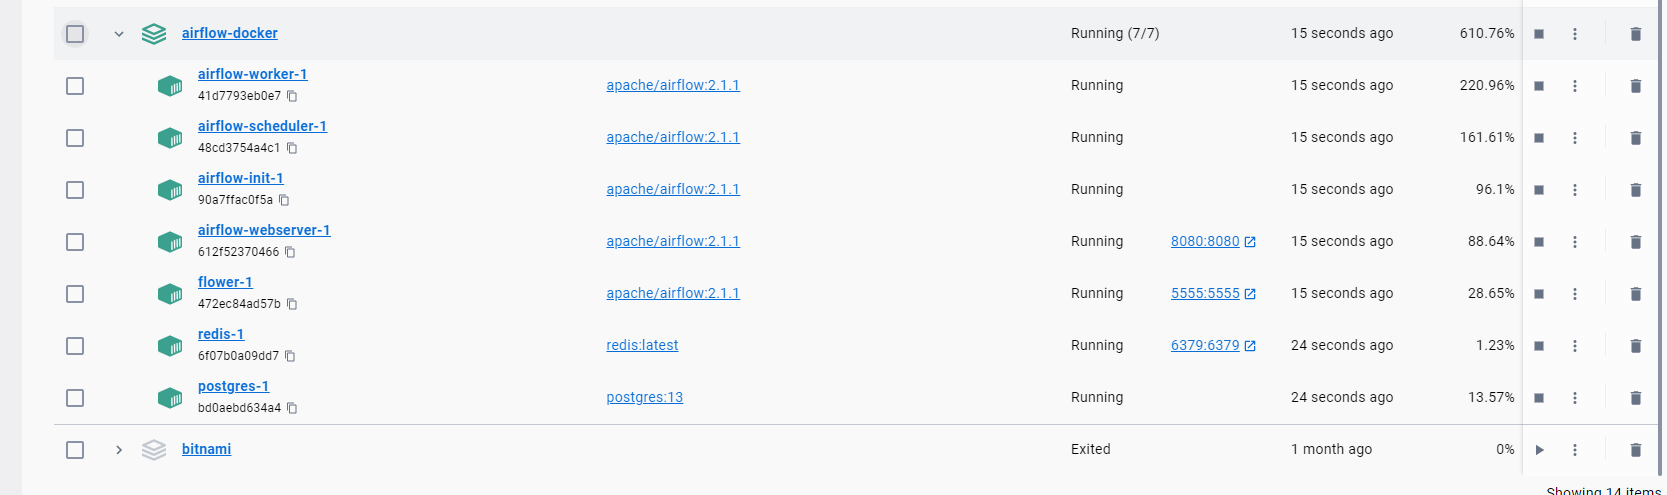 airflow-docker Running (7/7) 15 seconds ago 610.76%
airflow-worker-1 apache/airflow:2.1.1 Running 15 seconds ago 220.96%
41d7793eb0e7
airflow-scheduler-1 apache/airflow:2.1.1 Running 15 seconds ago 161.61%
48cd3754a4c1
airflow-init-1 apache/airflow:2.1.1 Running 15 seconds ago 96.1%
90a7ffac0f5a
airflow-webserver-1 apache/airflow:2.1.1 Running 8080:8080 15 seconds ago 88.64%
612f52370466
flower-1 apache/airflow:2.1.1 Running 5555:5555 15 seconds ago 28.65%
472ec84ad57b
redis-1 redis:latest Running 6379:6379 24 seconds ago 1.23%
6f07b0a09dd7
postgres-1 postgres:13 Running 24 seconds ago 13.57%
bd0aebd634a4
bitnami Exited 1 month ago 0%
Showing 14 items